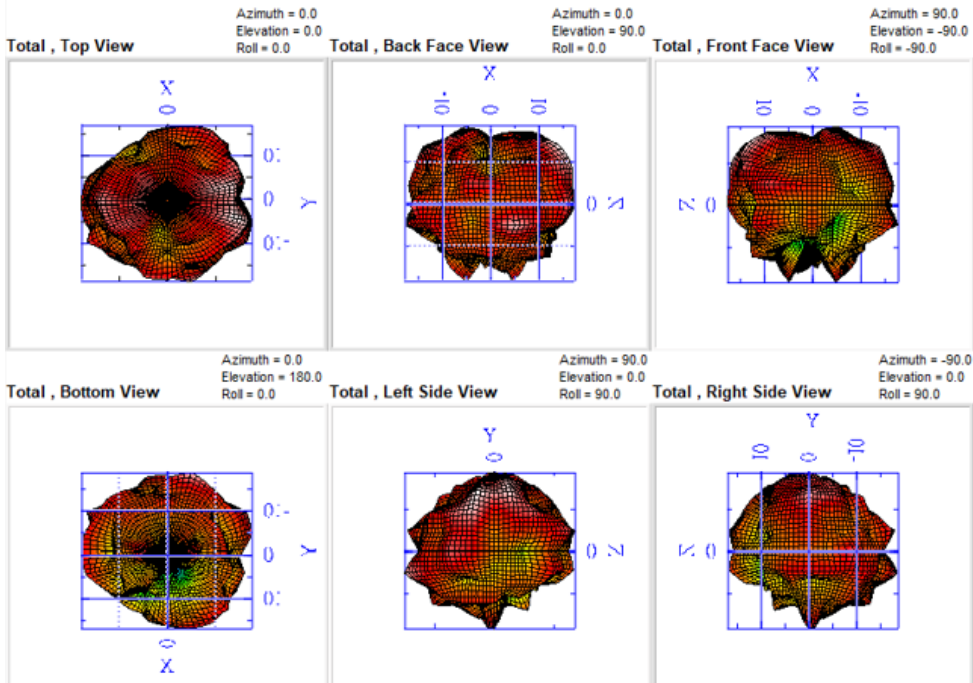 Azimuth = 0.0
Elevation = 0.0
Roll = 0.0
Total , Top View
Azimuth = 0.0
Elevation = 90.0
Roll = 0.0
Total , Back Face View
Azimuth = 90.0
Elevation = -90.0
Roll = -90.0
Total , Front Face View
X
0
0
Y
X
-10
0
10
0
Z
X
10
0
-10
Z
0
Azimuth = 0.0
Elevation = 180.0
Roll = 0.0
Total , Bottom View
Azimuth = 90.0
Elevation = 0.0
Roll = 90.0
Total , Left Side View
Azimuth = -90.0
Elevation = 0.0
Roll = 90.0
Total , Right Side View
0
Y
0
X
Y
0
0
Z
Y
10
0
-10
Z
0